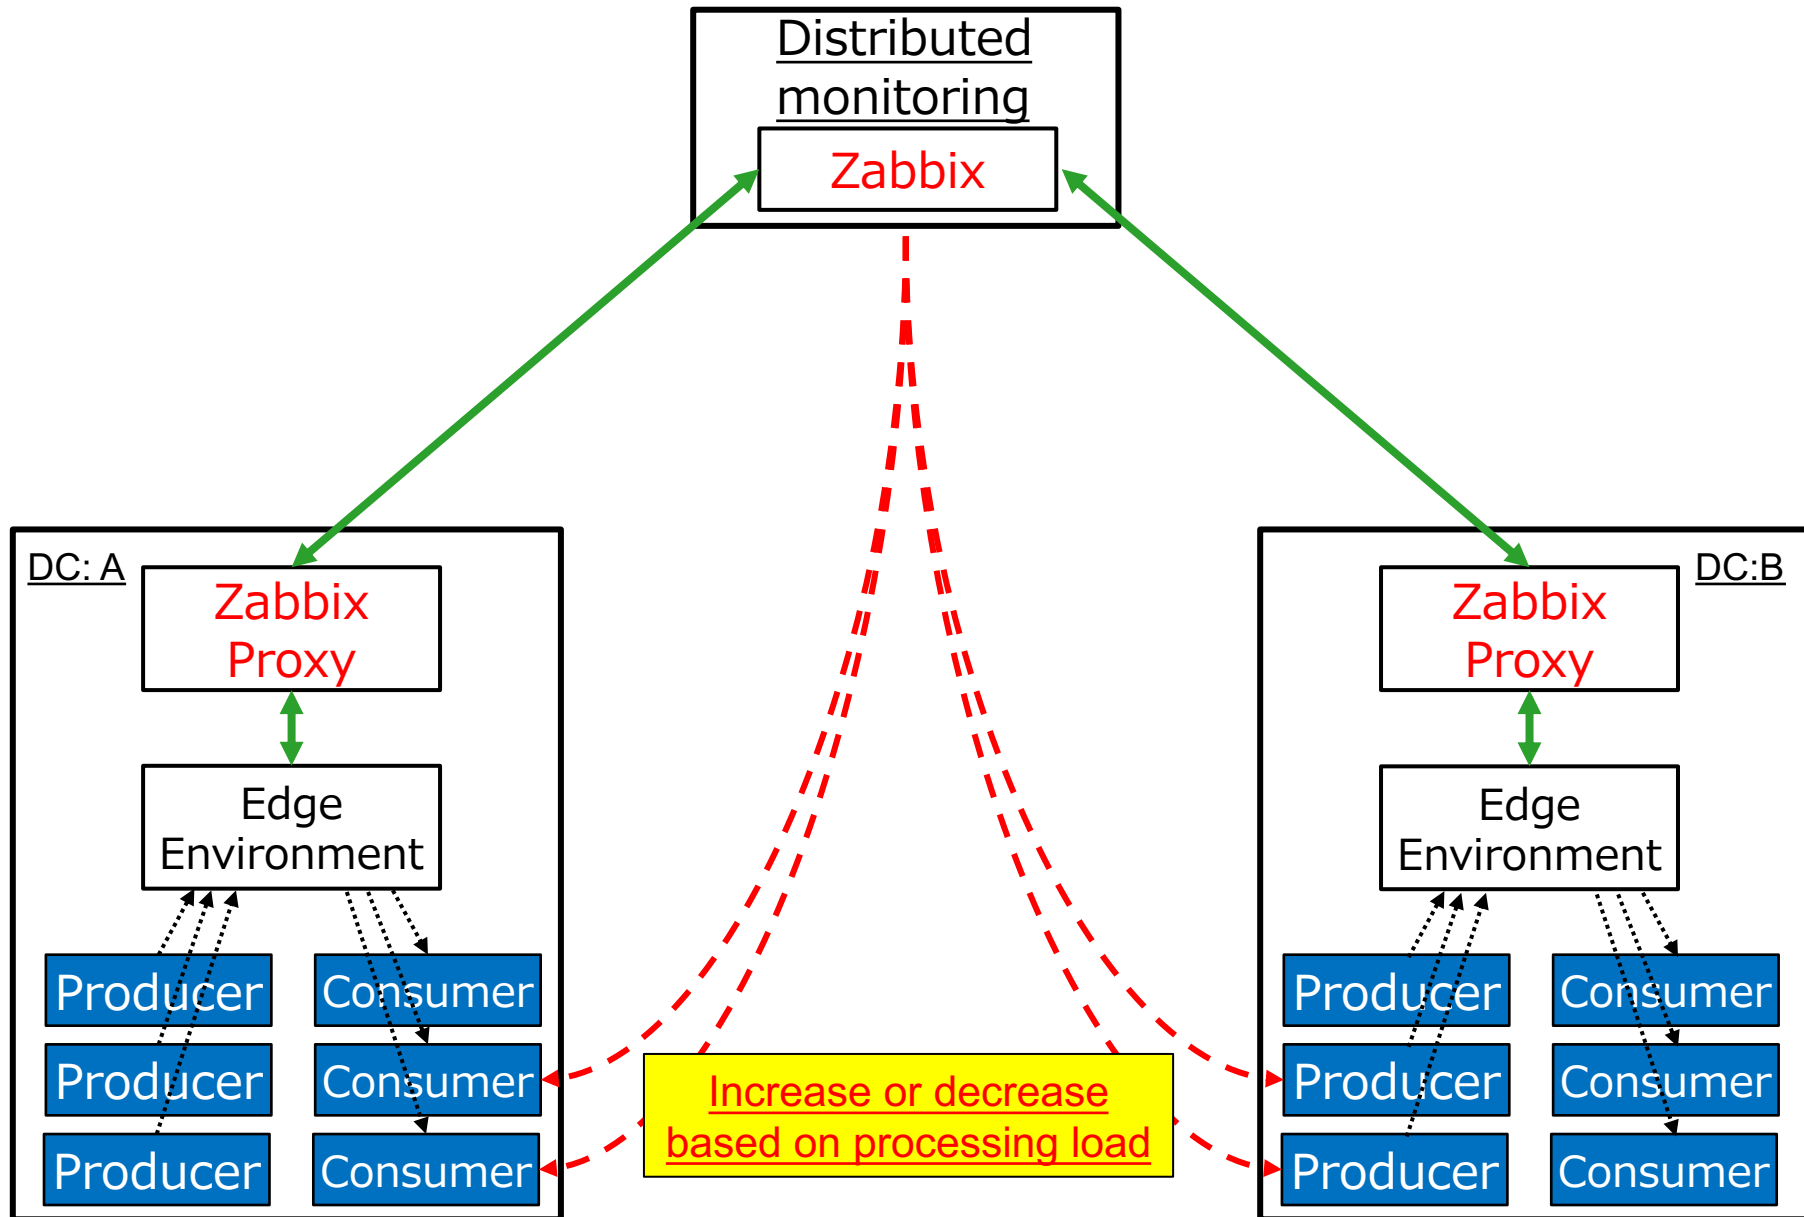 Distributed
monitoring
Zabbix
DC: A
Zabbix
Proxy
Edge
Environment
Producer
Consumer
Producer
Consumer
Producer
Consumer
Increase or decrease
based on processing load
DC:B
Zabbix
Proxy
Edge
Environment
Producer
Consumer
Producer
Consumer
Producer
Consumer